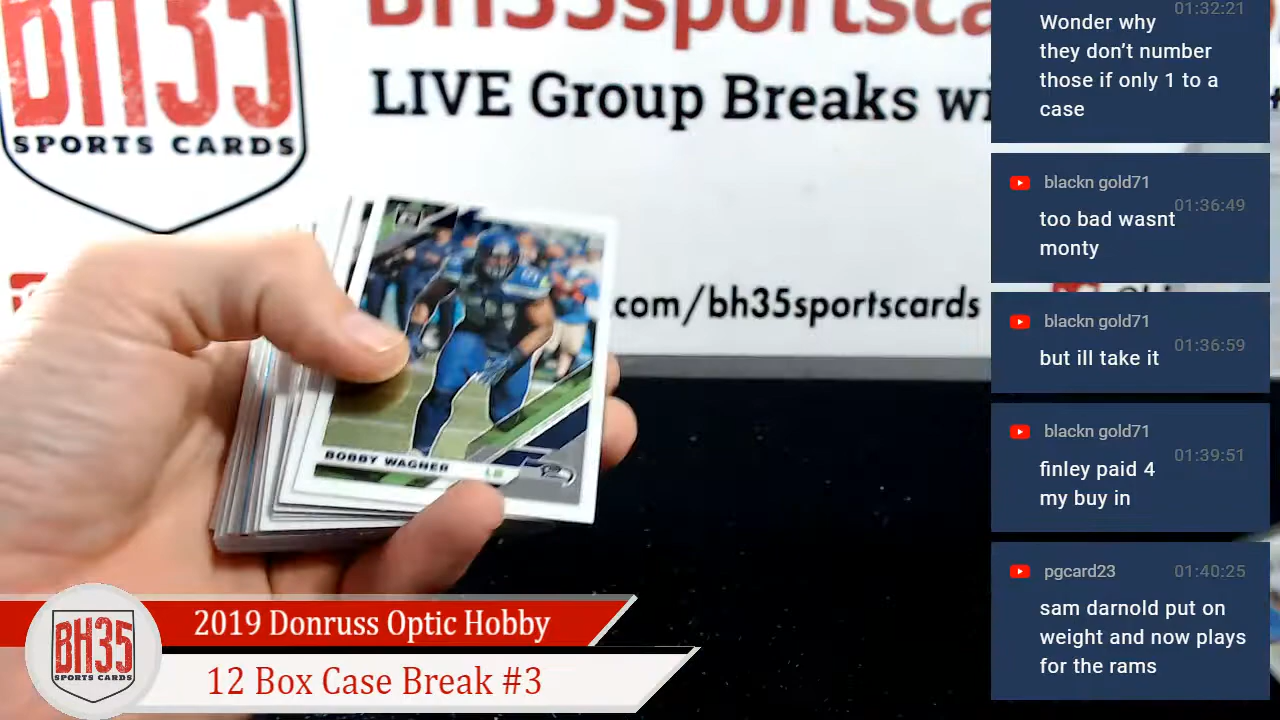 BH35sportsca
LIVE Group Breaks wi
BH35
SPORTS CARDS
com/bh35sportscards
BOBBY WAGNER LB
2019 Donruss Optic Hobby
12 Box Case Break #3
BH35
SPORTS CARDS
01:32:21
Wonder why
they don’t number
those if only 1 to a
case
blackn gold71
01:36:49
too bad wasnt
monty
blackn gold71
01:36:59
but ill take it
blackn gold71
01:39:51
finley paid 4
my buy in
pgcard23
01:40:25
sam darnold put on
weight and now plays
for the rams